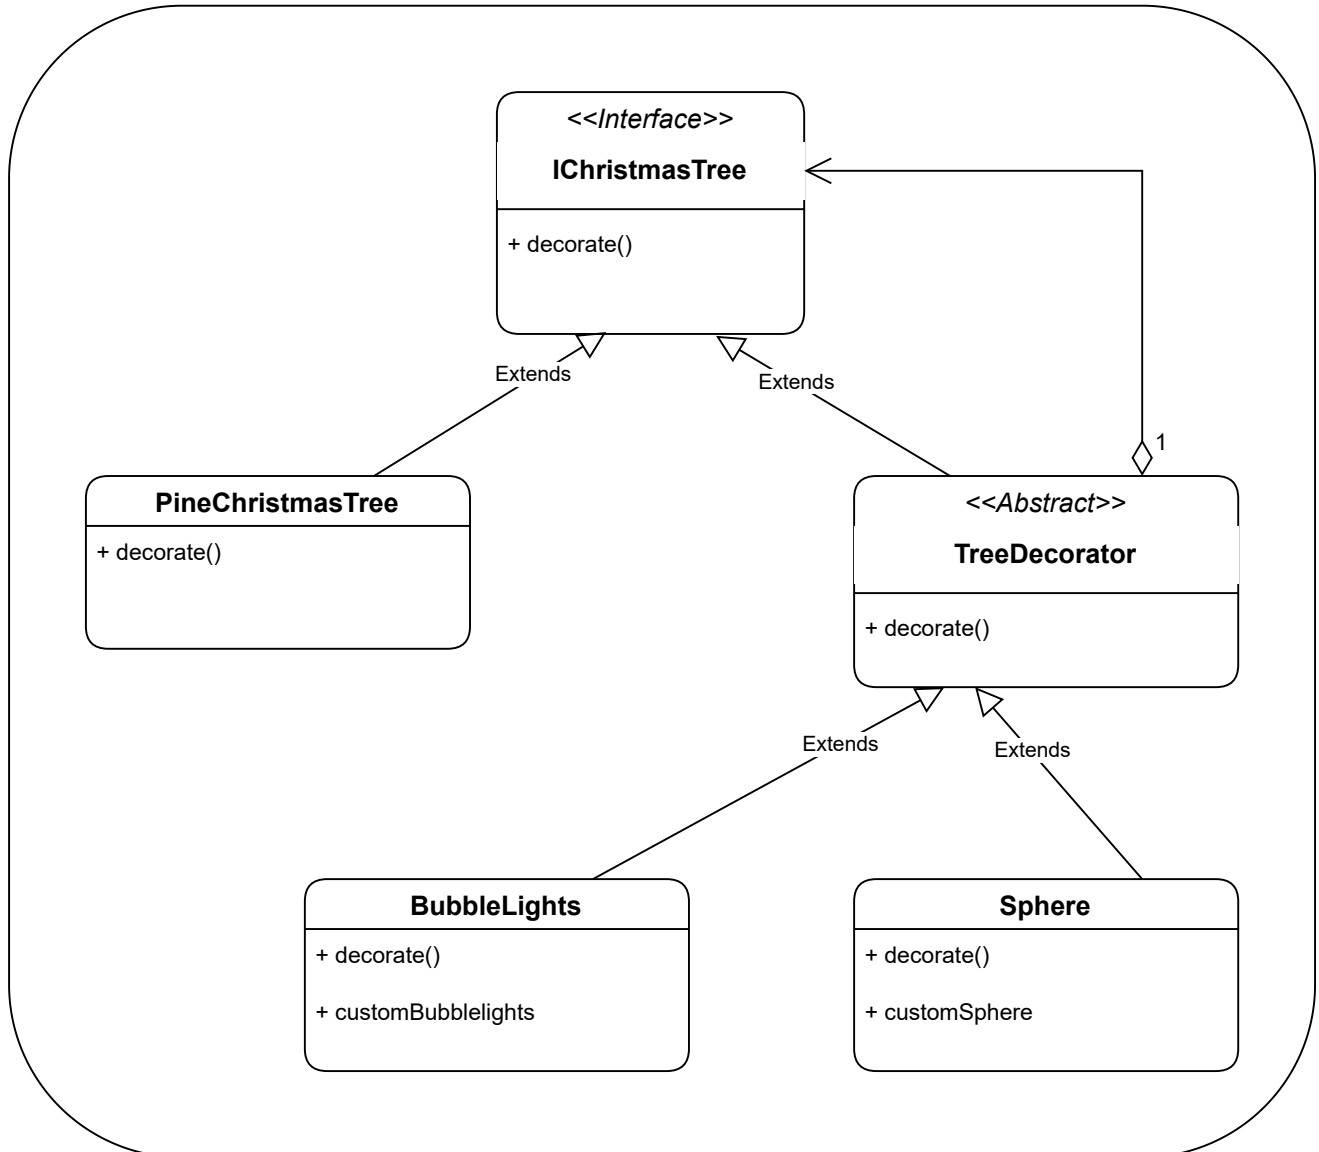 <<Interface>>
IChristmasTree
+ decorate()
Extends
Extends
1
PineChristmasTree
+ decorate()
<<Abstract>>
TreeDecorator
+ decorate()
Extends
Extends
BubbleLights
+ decorate()
+ customBubblelights
Sphere
+ decorate()
+ customSphere